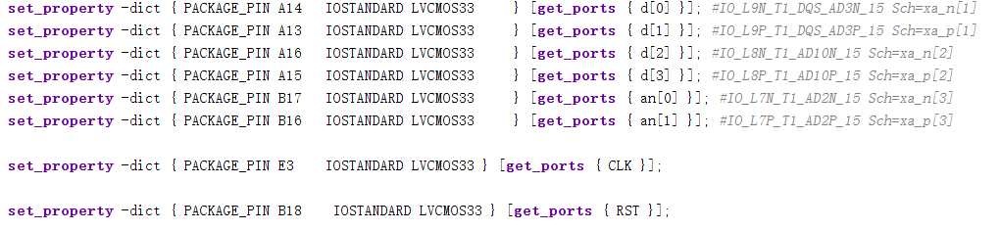 set_property -dict { PACKAGE_PIN A14   IOSTANDARD LVCMOS33     } [get_ports { d[0] }]; #IO_L9N_T1_DQS_AD3N_15 Sch=xa_n[1]
set_property -dict { PACKAGE_PIN A13   IOSTANDARD LVCMOS33     } [get_ports { d[1] }]; #IO_L9P_T1_DQS_AD3P_15 Sch=xa_p[1]
set_property -dict { PACKAGE_PIN A16   IOSTANDARD LVCMOS33     } [get_ports { d[2] }]; #IO_L8N_T1_AD10N_15 Sch=xa_n[2]
set_property -dict { PACKAGE_PIN A15   IOSTANDARD LVCMOS33     } [get_ports { d[3] }]; #IO_L8P_T1_AD10P_15 Sch=xa_p[2]
set_property -dict { PACKAGE_PIN B17   IOSTANDARD LVCMOS33     } [get_ports { an[0] }]; #IO_L7N_T1_AD2N_15 Sch=xa_n[3]
set_property -dict { PACKAGE_PIN B16   IOSTANDARD LVCMOS33     } [get_ports { an[1] }]; #IO_L7P_T1_AD2P_15 Sch=xa_p[3]
set_property -dict { PACKAGE_PIN E3    IOSTANDARD LVCMOS33 } [get_ports { CLK }];
set_property -dict { PACKAGE_PIN B18    IOSTANDARD LVCMOS33 } [get_ports { RST }];